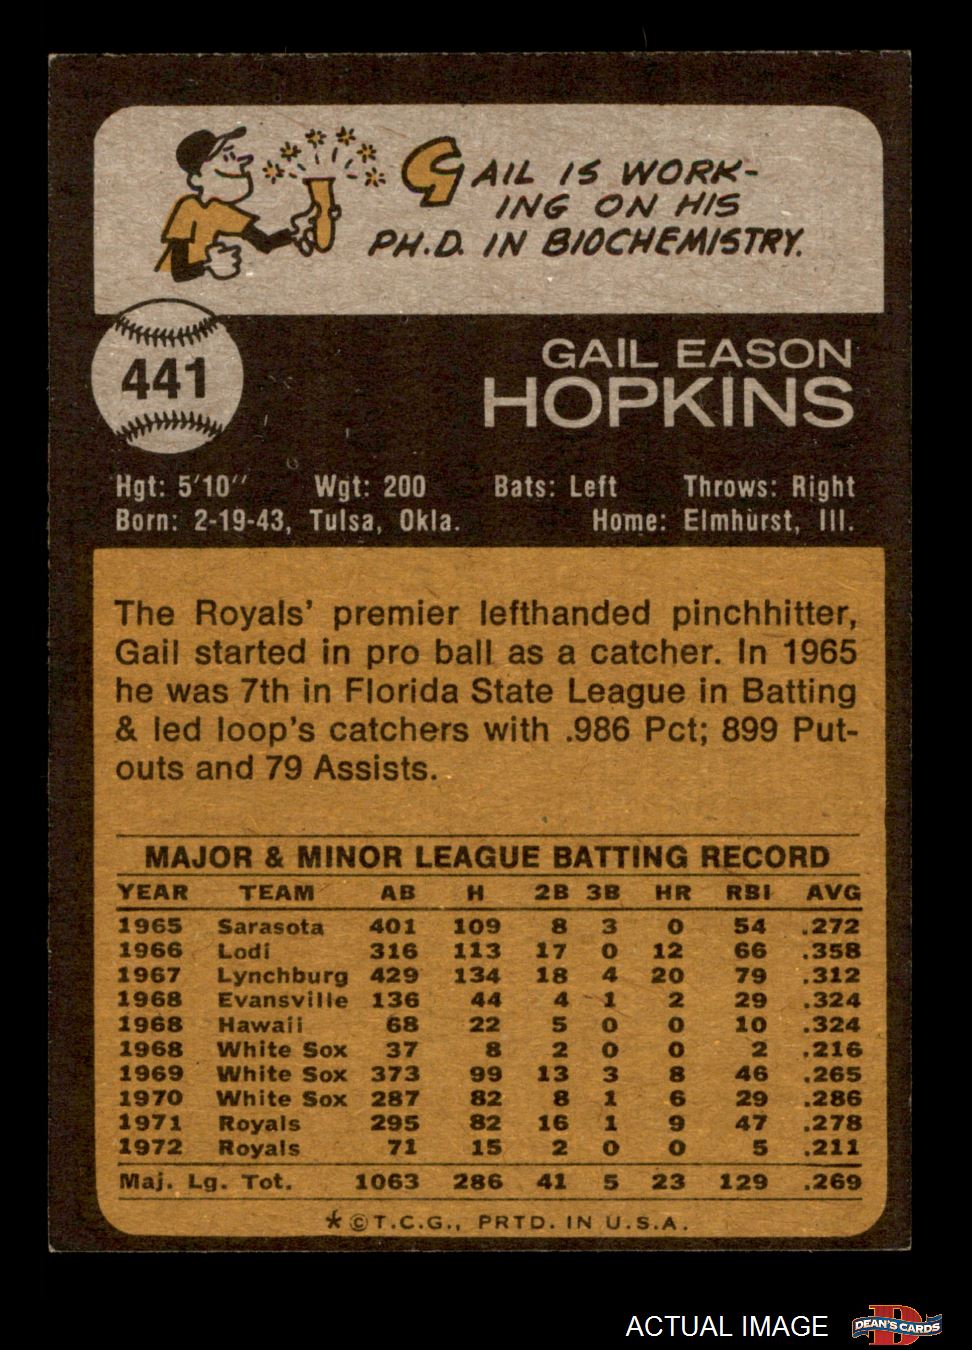 GAIL IS WORK-
ING ON HIS
PH.D. IN BIOCHEMISTRY.
441
GAIL EASON
HOPKINS
Hgt: 5'10" Wgt: 200 Bats: Left Throws: Right
Born: 2-19-43, Tulsa, Okla. Home: Elmhurst, Ill.
The Royals' premier lefthanded pinchhitter,
Gail started in pro ball as a catcher. In 1965
he was 7th in Florida State League in Batting
& led loop's catchers with .986 Pct; 899 Put-
outs and 79 Assists.
MAJOR & MINOR LEAGUE BATTING RECORD
YEAR TEAM AB H 2B 3B HR RBI AVG
1965 Sarasota 401 109 8 3 0 54 .272
1966 Lodi 316 113 17 0 12 66 .358
1967 Lynchburg 429 134 18 4 20 79 .312
1968 Evansville 136 44 4 1 2 29 .324
1968 Hawaii 68 22 5 0 0 10 .324
1968 White Sox 37 8 2 0 0 2 .216
1969 White Sox 373 99 13 3 8 46 .265
1970 White Sox 287 82 8 1 6 29 .286
1971 Royals 295 82 16 1 9 47 .278
1972 Royals 71 15 2 0 0 5 .211
Maj. Lg. Tot. 1063 286 41 5 23 129 .269
*©T.C.G., PRTD. IN U.S.A.
ACTUAL IMAGE
D
DEAN'S CARDS